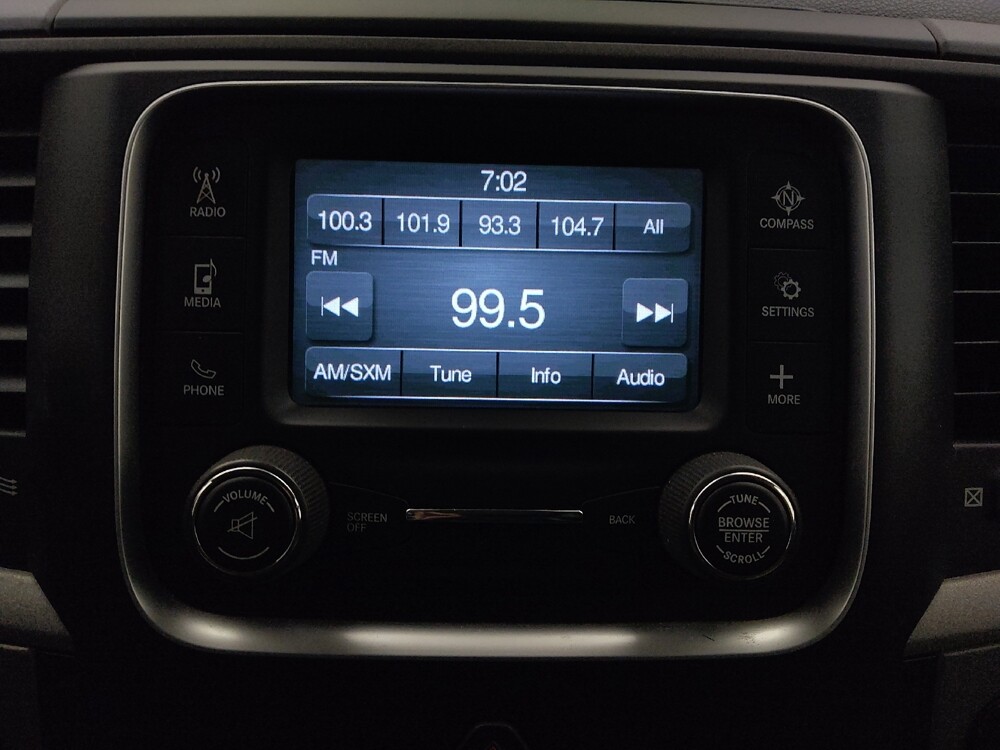 7:02
100.3 101.9 93.3 104.7 All
FM
99.5
AM/SXM Tune Info Audio
RADIO
MEDIA
PHONE
N
COMPASS
SETTINGS
MORE
VOLUME
SCREEN
OFF
BACK
TUNE
BROWSE
ENTER
SCROLL